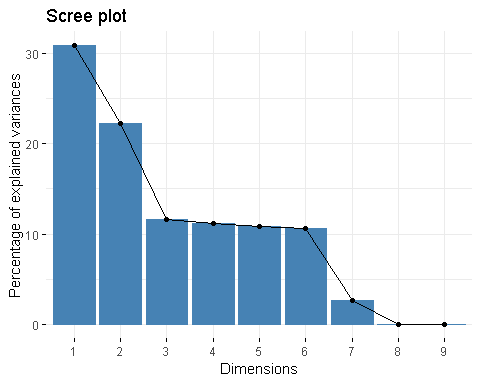 Scree plot
Percentage of explained variances
30
20
10
0
1 2 3 4 5 6 7 8 9
Dimensions